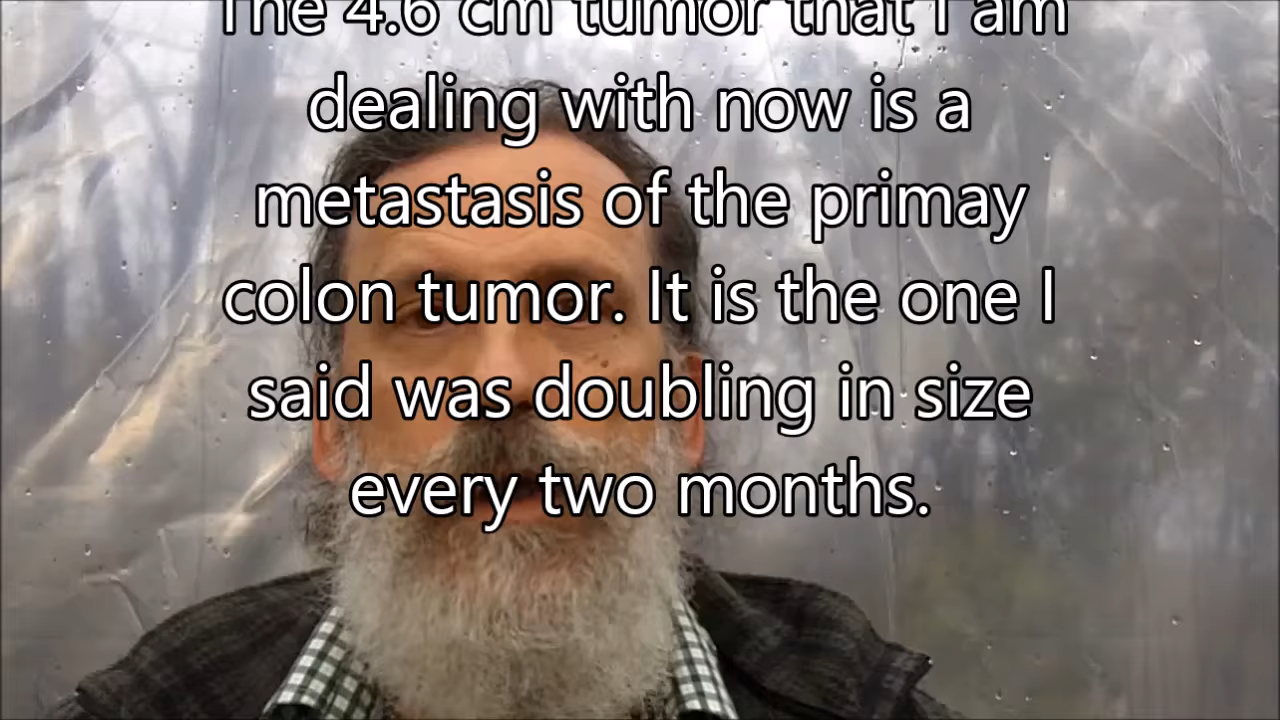 The 4.6 cm tumor that I am
dealing with now is a
metastasis of the primay
colon tumor. It is the one I
said was doubling in size
every two months.